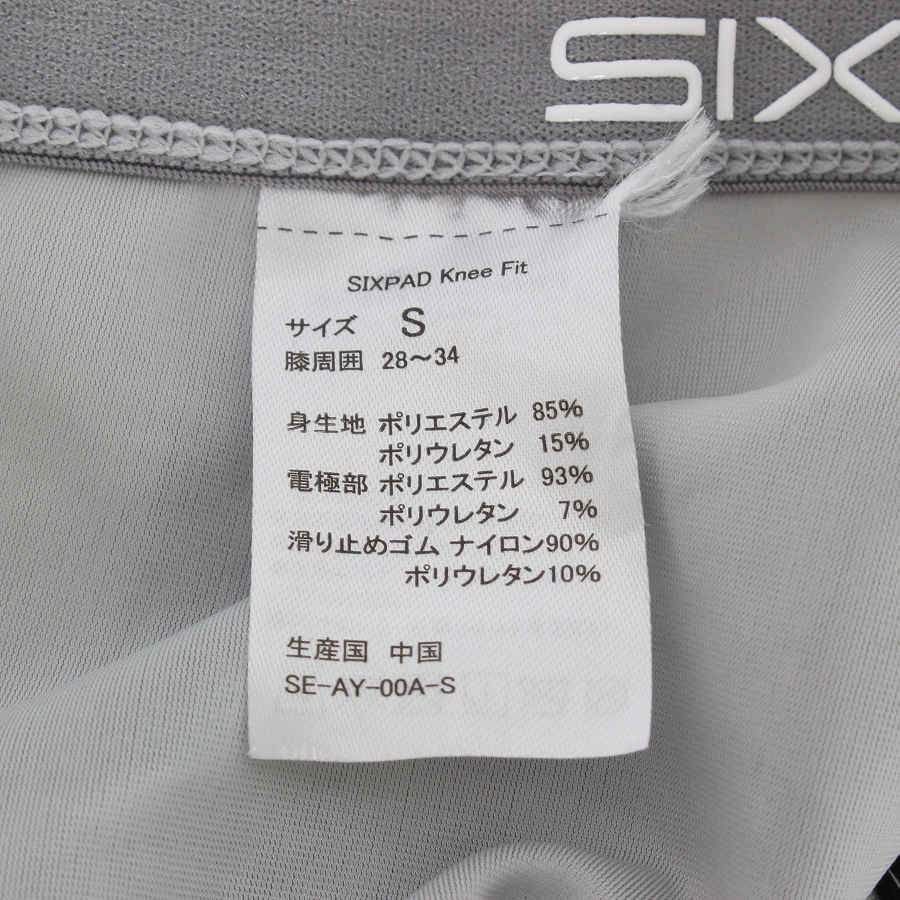 SIX
SIXPAD Knee Fit
サイズ S
膝周囲 28～34
身生地 ポリエステル 85%
ポリウレタン 15%
電極部 ポリエステル 93%
ポリウレタン 7%
滑り止めゴム ナイロン90%
ポリウレタン10%
生産国 中国
SE-AY-00A-S